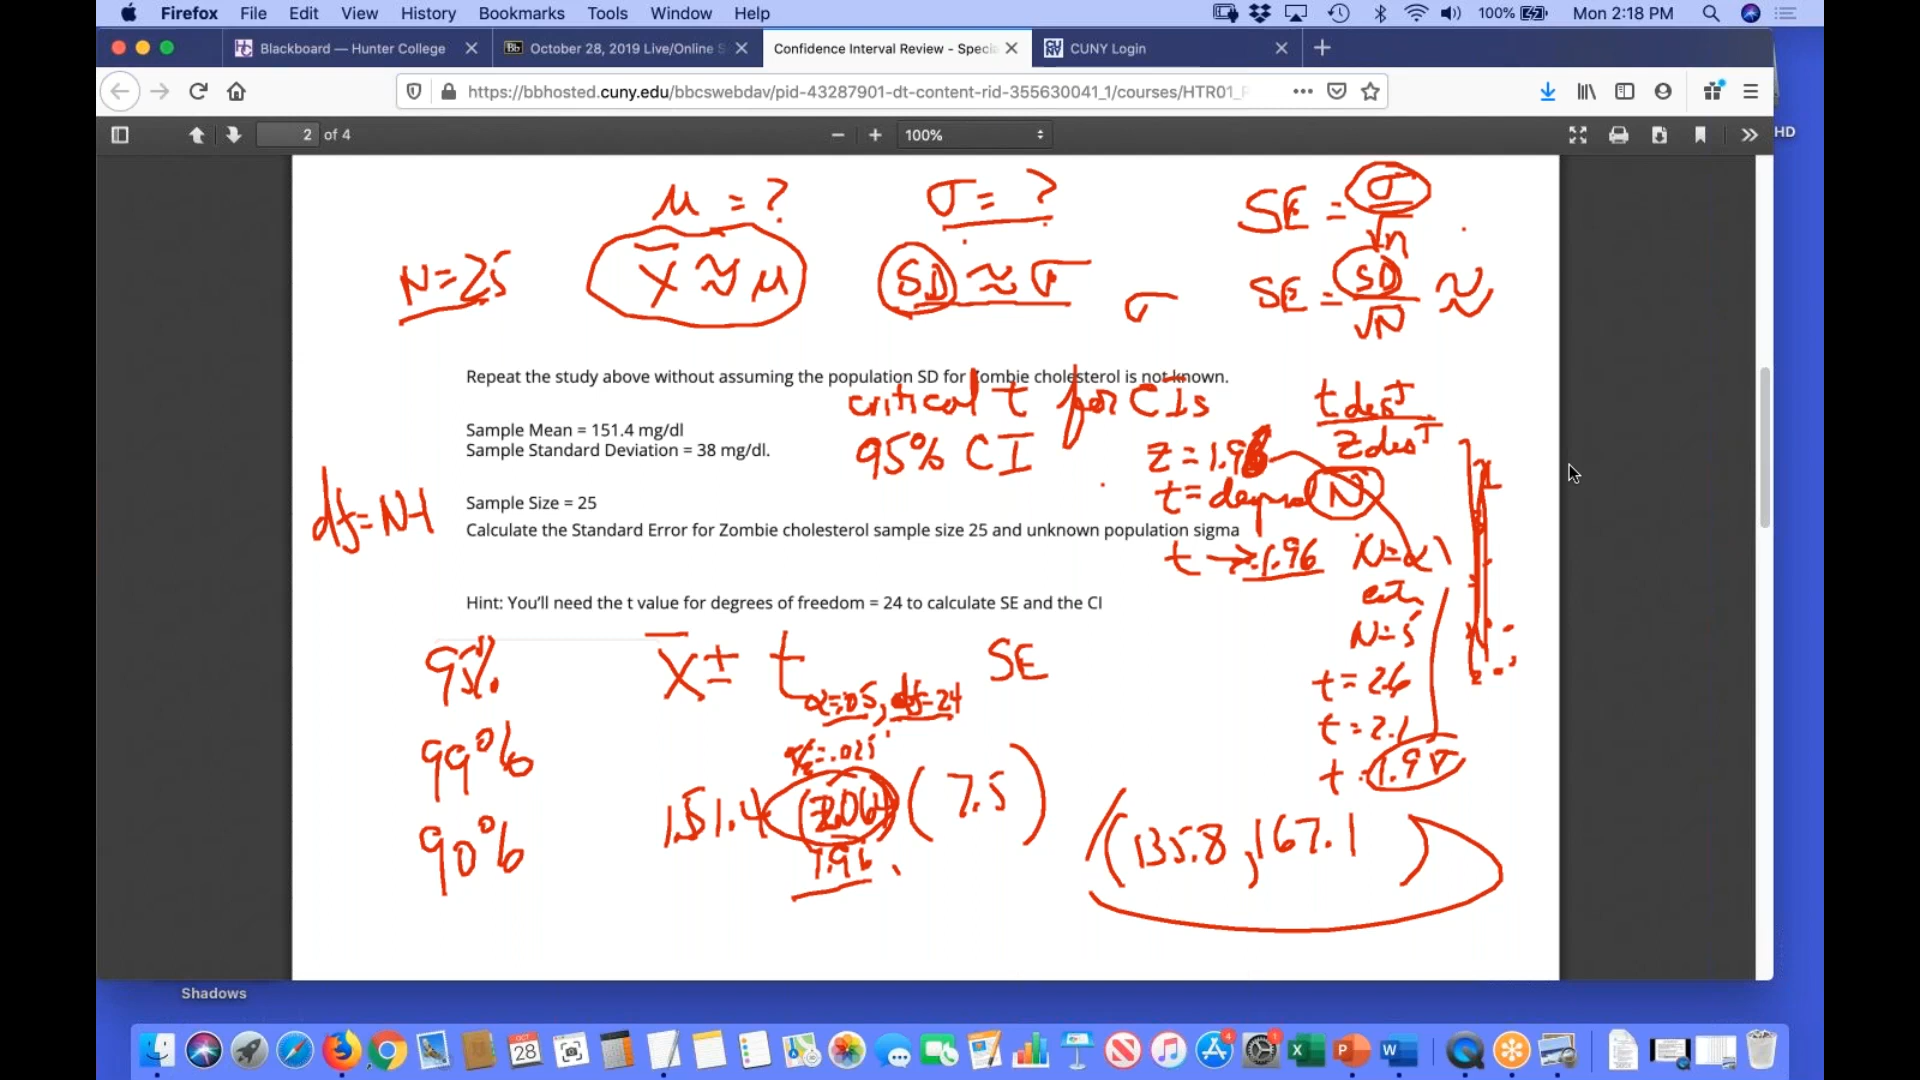 Firefox File Edit View History Bookmarks Tools Window Help 100% Mon 2:18 PM
Blackboard — Hunter College October 28, 2019 Live/Online S Confidence Interval Review - Specia CUNY Login
https://bbhosted.cuny.edu/bbcswebdav/pid-43287901-dt-content-rid-355630041_1/courses/HTR01_R
2 of 4 100%
HD
μ = ? σ = ? SE = σ/√n
N=25 X̄ ≈ μ SD ≈ σ σ SE = SD/√N ≈
Repeat the study above without assuming the population SD for Zombie cholesterol is not known.
critical t for CIs
Sample Mean = 151.4 mg/dl
Sample Standard Deviation = 38 mg/dl.
95% CI
t dist
z dist
z = 1.96
t = depend N
df = N-1
Sample Size = 25
Calculate the Standard Error for Zombie cholesterol sample size 25 and unknown population sigma
t → 1.96
Hint: You’ll need the t value for degrees of freedom = 24 to calculate SE and the CI
N=5
95% X̄ ± t α=.05, df=24 SE
t = 2.6
t = 2.1
99% α/2=.025
t = 1.98
151.4 (2.06) (7.5)
1.96
(135.8, 167.1)
90%
Shadows
OCT
28